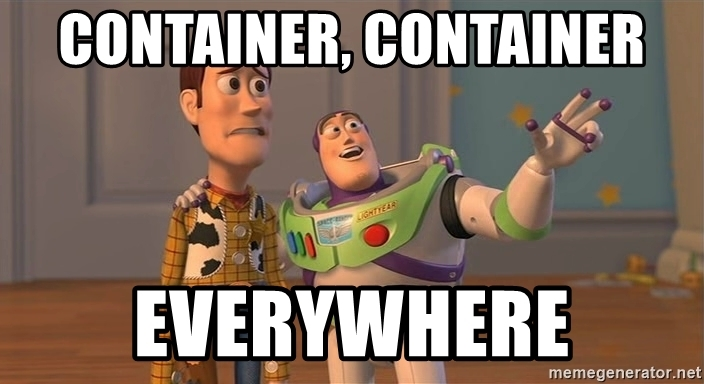 CONTAINER, CONTAINER
LIGHTYEAR
EVERYWHERE
memegenerator.net